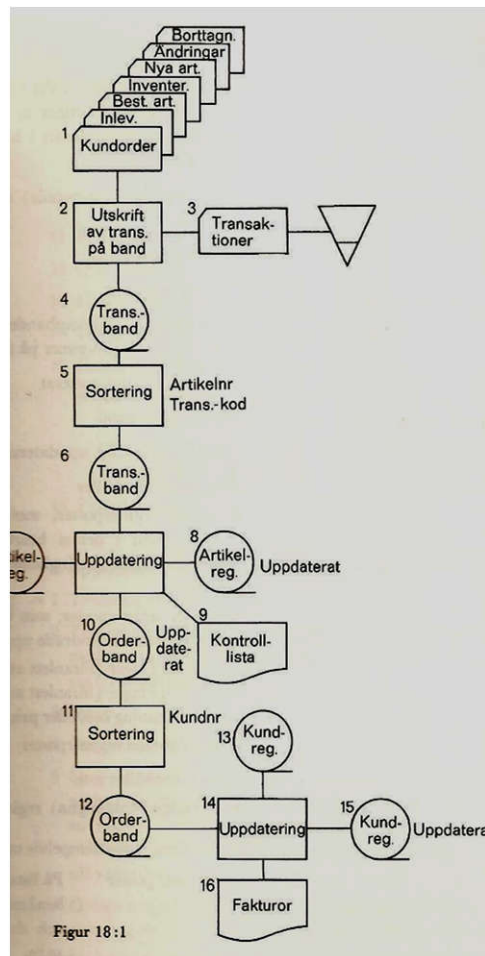 Borttagn.
Ändringar
Nya art.
Inventer.
Best. art.
Inlev.
1
Kundorder
2
Utskrift
av trans.
på band
3
Transak-
tioner
4
Trans.-
band
5
Sortering
Artikelnr
Trans.-kod
6
Trans.-
band
tikel-
eg.
Uppdatering
8
Artikel-
reg.
Uppdaterat
10
Order-
band
Upp-
date-
rat
9
Kontroll-
lista
11
Sortering
Kundnr
13
Kund-
reg.
12
Order-
band
14
Uppdatering
15
Kund-
reg.
Uppdatera
16
Fakturor
Figur 18:1